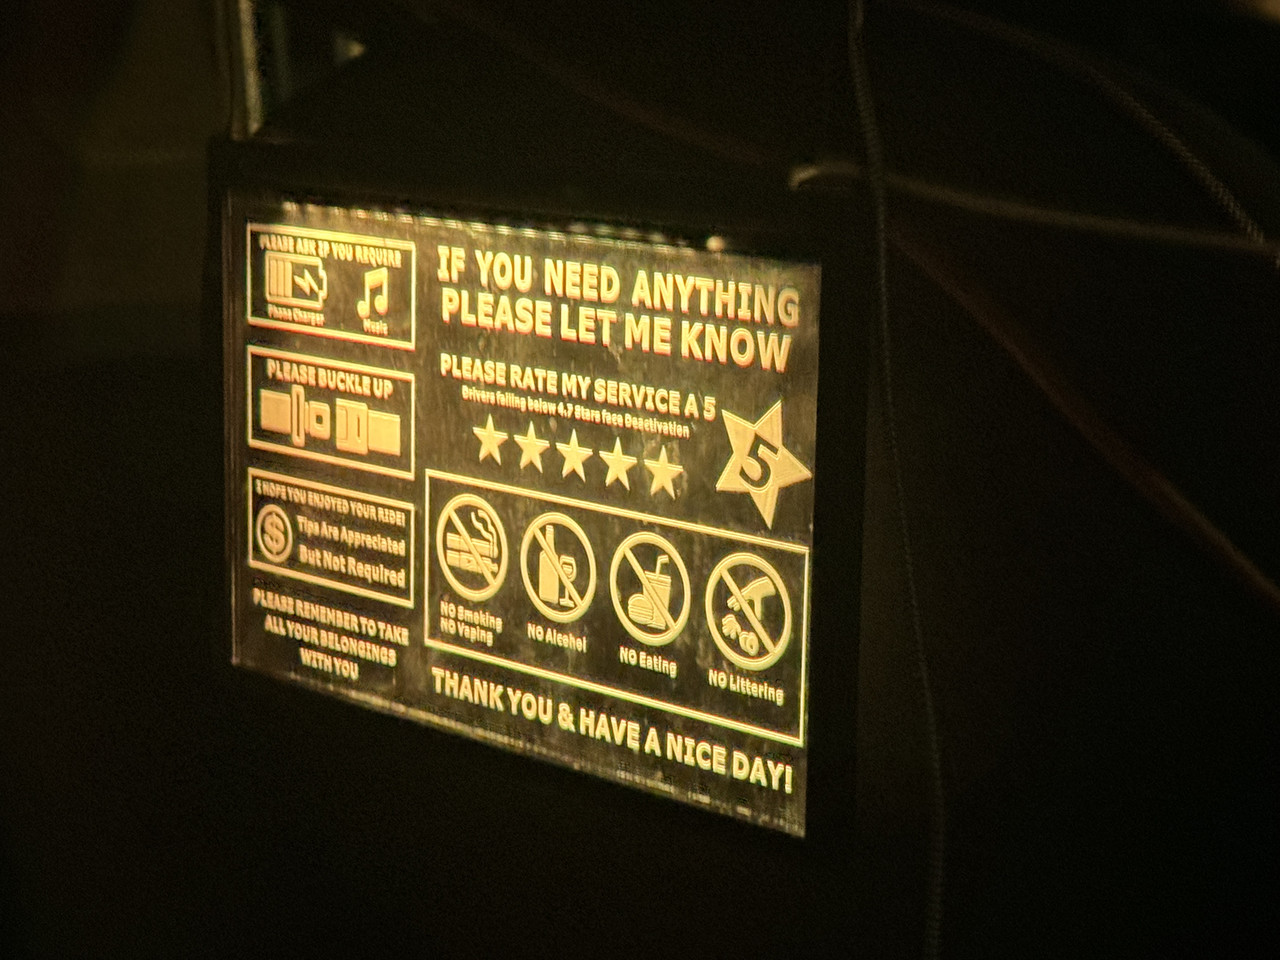 PLEASE ASK IF YOU REQUIRE
Phone Charger
Music
PLEASE BUCKLE UP
I HOPE YOU ENJOYED YOUR RIDE!
$
Tips Are Appreciated
But Not Required
PLEASE REMEMBER TO TAKE
ALL YOUR BELONGINGS
WITH YOU
IF YOU NEED ANYTHING
PLEASE LET ME KNOW
PLEASE RATE MY SERVICE A 5
Drivers falling below 4.7 Stars face Deactivation
5
NO Smoking
NO Vaping
NO Alcohol
NO Eating
NO Littering
THANK YOU & HAVE A NICE DAY!